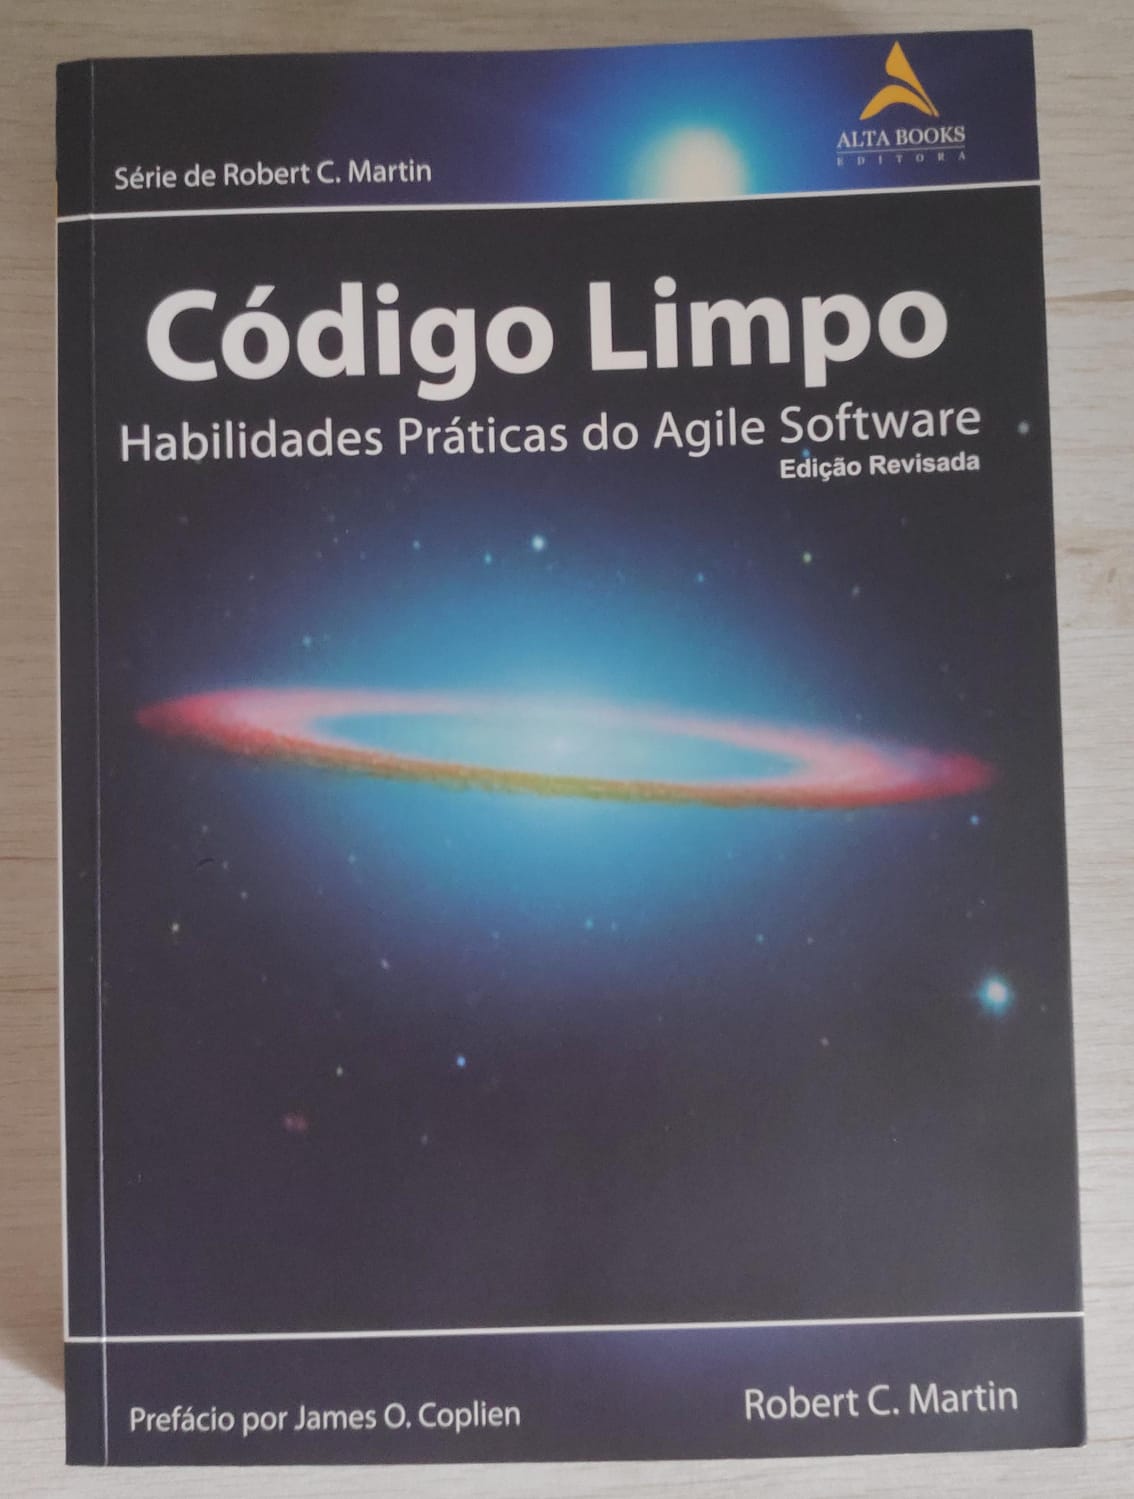 ALTA BOOKS
EDITORA
Série de Robert C. Martin
Código Limpo
Habilidades Práticas do Agile Software
Edição Revisada
Prefácio por James O. Coplien
Robert C. Martin